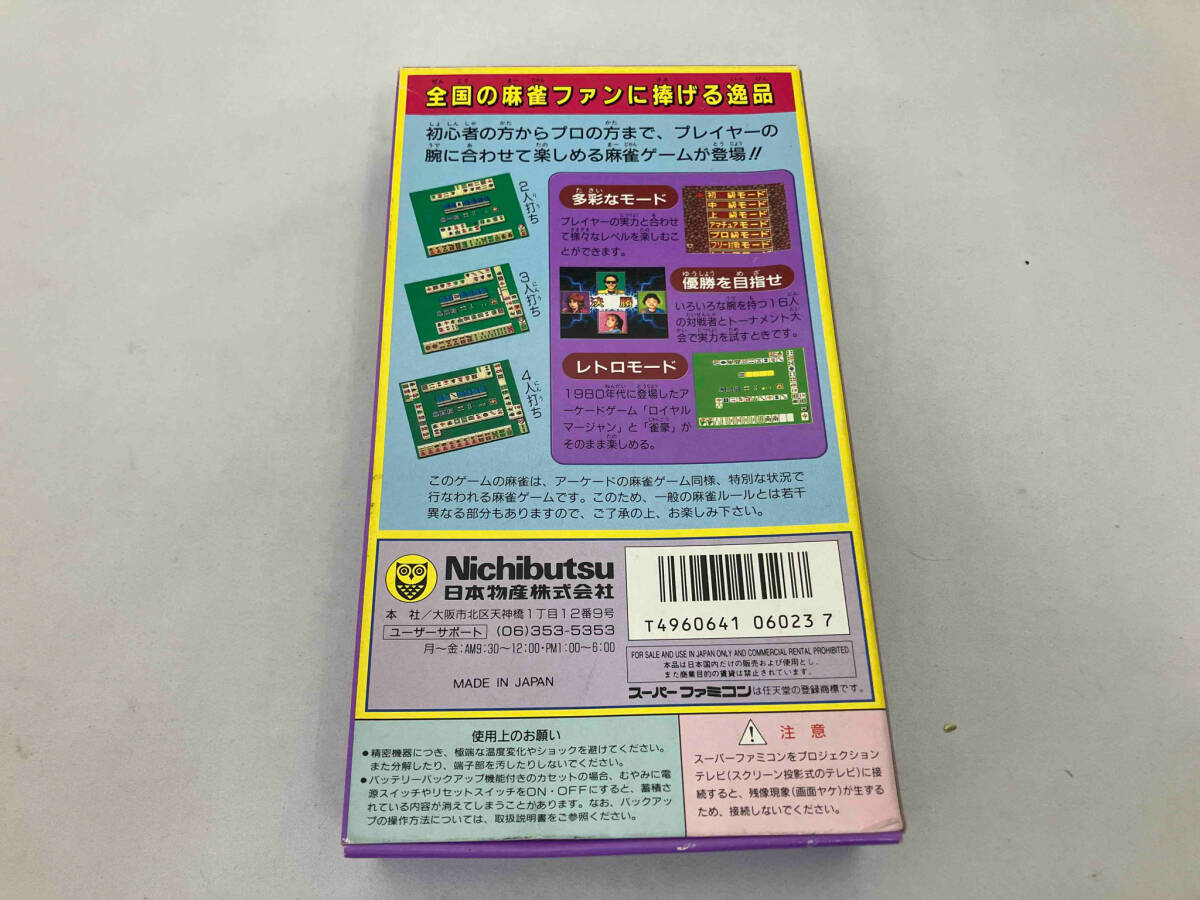 全国の麻雀ファンに捧げる逸品
初心者の方からプロの方まで、プレイヤーの
腕に合わせて楽しめる麻雀ゲームが登場!!
2人打ち
3人打ち
4人打ち
多彩なモード
プレイヤーの実力と合わせ
て様々なレベルを楽しむこ
とができます。
初級モード
中級モード
上級モード
アマチュアモード
プロ級モード
フリー対戦モード
決勝
優勝を目指せ
いろいろな腕を持つ16人
の対戦者とトーナメント大
会で実力を試すときです。
レトロモード
1980年代に登場したア
ーケードゲーム「ロイヤル
マージャン」と「雀豪」が
そのまま楽しめる。
このゲームの麻雀は、アーケードの麻雀ゲーム同様、特別な状況で
行なわれる麻雀ゲームです。このため、一般の麻雀ルールとは若干
異なる部分もありますので、ご了承の上、お楽しみ下さい。
Nichibutsu
日本物産株式会社
本 社/大阪市北区天神橋1丁目12番9号
ユーザーサポート (06)353-5353
月〜金:AM9:30〜12:00・PM1:00〜6:00
MADE IN JAPAN
T4960641 06023 7
FOR SALE AND USE IN JAPAN ONLY AND COMMERCIAL RENTAL PROHIBITED
本品は日本国内だけの販売および使用とし、
また商業目的の賃貸は禁止されています。
スーパーファミコンは任天堂の登録商標です。
使用上のお願い
●精密機器につき、極端な温度変化やショックを避けてください。
また分解したり、端子部を汚したりしないでください。
●バッテリーバックアップ機能付きのカセットの場合、むやみに電
源スイッチやリセットスイッチをON・OFFにすると、蓄積さ
れている内容が消えてしまうことがあります。なお、バックアッ
プの操作方法については、取扱説明書をご参照ください。
注意
スーパーファミコンをプロジェクション
テレビ(スクリーン投影式のテレビ)に接
続すると、残像現象(画面ヤケ)が生ずる
ため、接続しないでください。